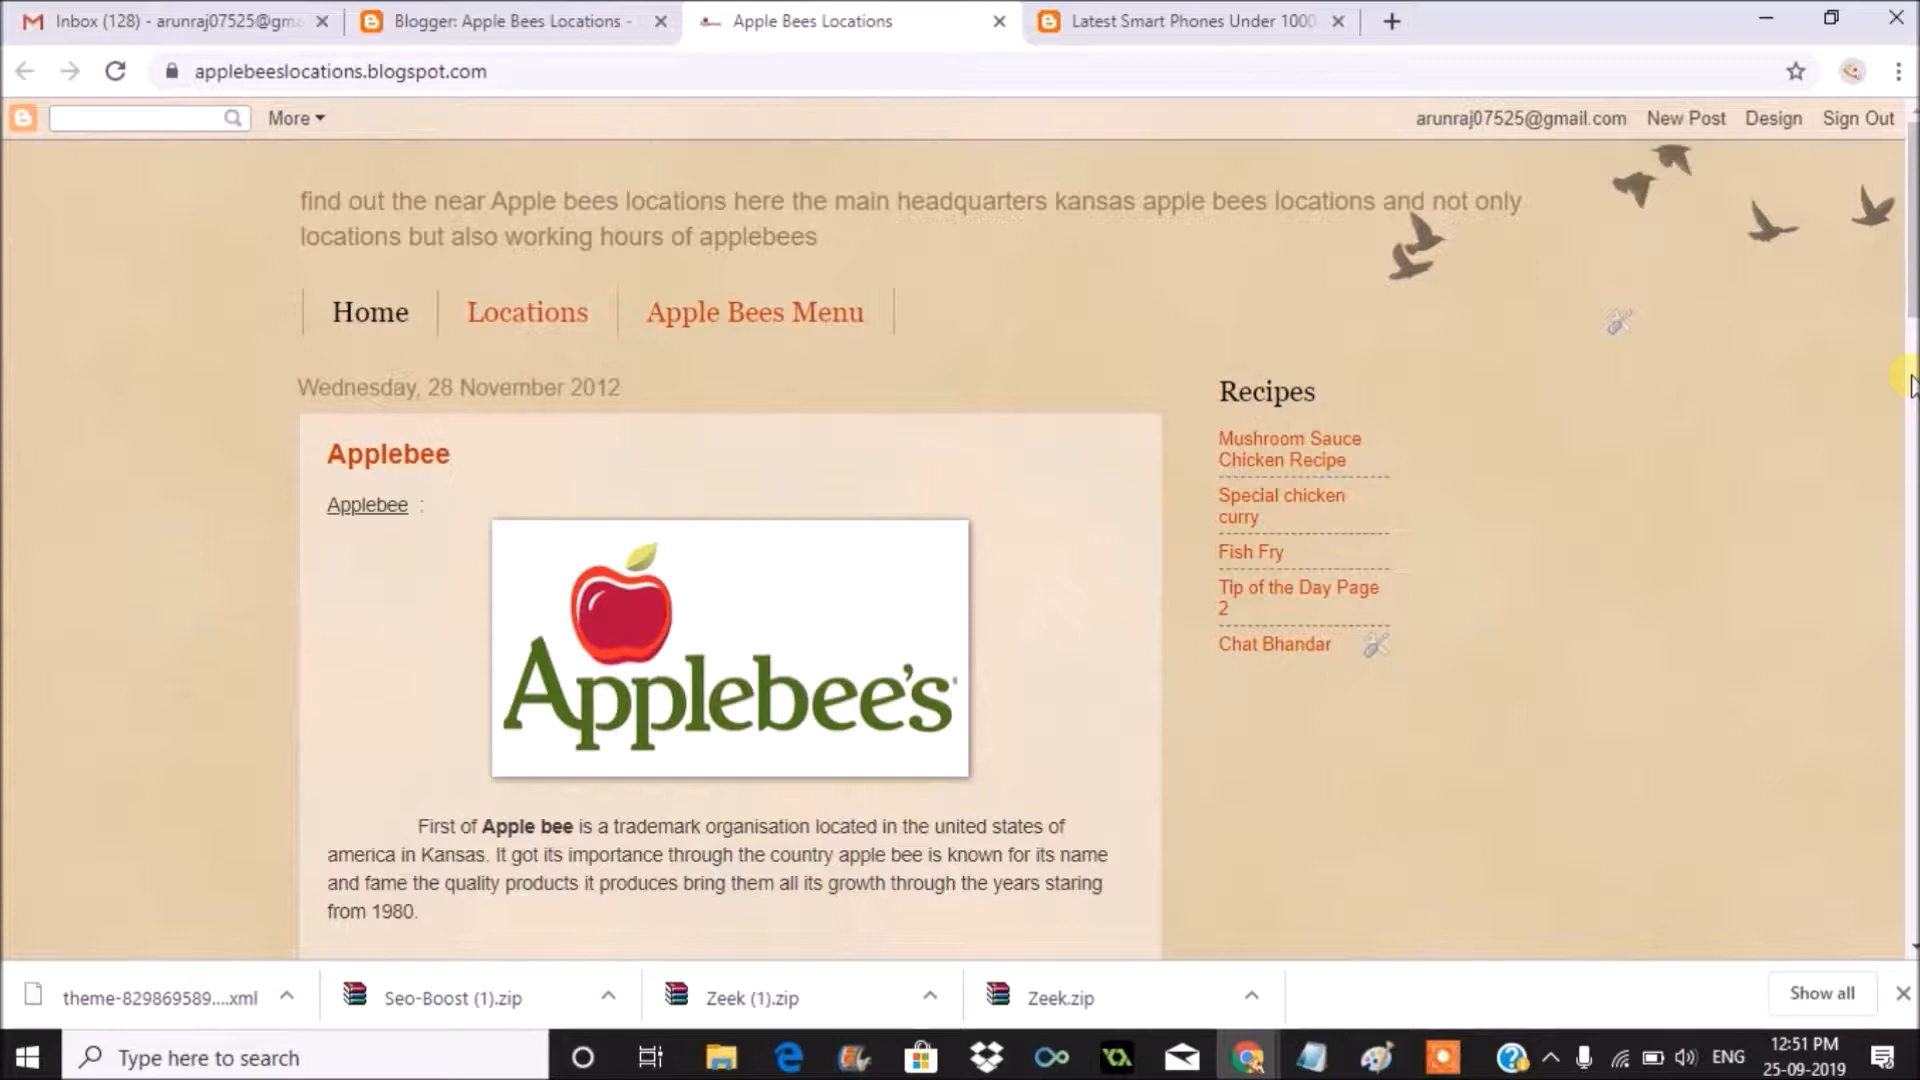 Inbox (128) - arunraj07525@gma
Blogger: Apple Bees Locations -
Apple Bees Locations
Latest Smart Phones Under 1000
applebeeslocations.blogspot.com
More
arunraj07525@gmail.com
New Post
Design
Sign Out
find out the near Apple bees locations here the main headquarters kansas apple bees locations and not only
locations but also working hours of applebees
Home
Locations
Apple Bees Menu
Wednesday, 28 November 2012
Applebee
Applebee :
Applebee's
First of Apple bee is a trademark organisation located in the united states of
america in Kansas. It got its importance through the country apple bee is known for its name
and fame the quality products it produces bring them all its growth through the years staring
from 1980.
Recipes
Mushroom Sauce
Chicken Recipe
Special chicken
curry
Fish Fry
Tip of the Day Page
2
Chat Bhandar
theme-829869589....xml
Seo-Boost (1).zip
Zeek (1).zip
Zeek.zip
Show all
Type here to search
ENG
12:51 PM
25-09-2019